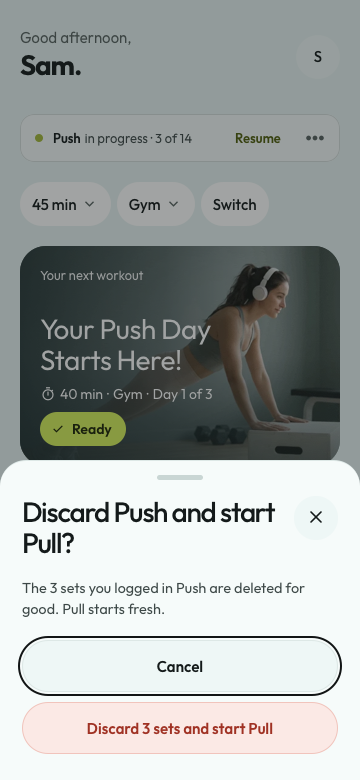 Good afternoon,
Sam.
S
Push in progress · 3 of 14
Resume
45 min
Gym
Switch
Your next workout
Your Push Day
Starts Here!
40 min · Gym · Day 1 of 3
Ready
Discard Push and start
Pull?
The 3 sets you logged in Push are deleted for
good. Pull starts fresh.
Cancel
Discard 3 sets and start Pull